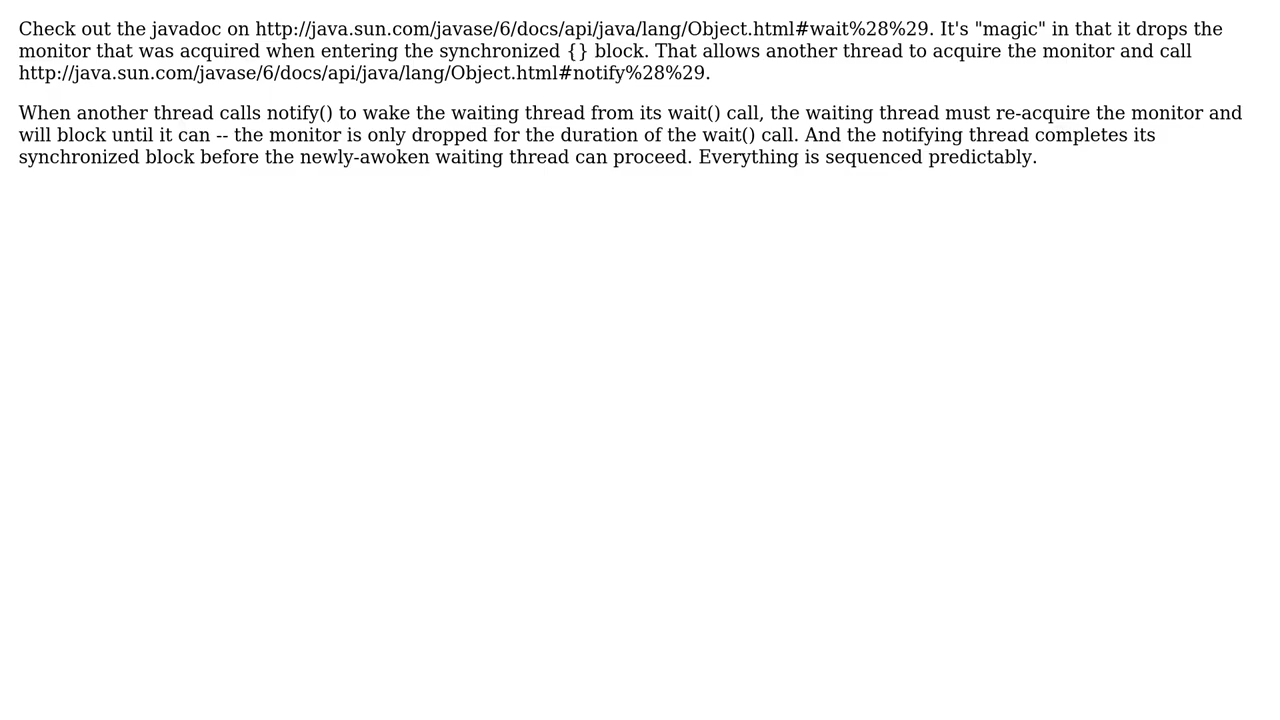 Check out the javadoc on http://java.sun.com/javase/6/docs/api/java/lang/Object.html#wait%28%29. It's "magic" in that it drops the
monitor that was acquired when entering the synchronized {} block. That allows another thread to acquire the monitor and call
http://java.sun.com/javase/6/docs/api/java/lang/Object.html#notify%28%29.
When another thread calls notify() to wake the waiting thread from its wait() call, the waiting thread must re-acquire the monitor and
will block until it can -- the monitor is only dropped for the duration of the wait() call. And the notifying thread completes its
synchronized block before the newly-awoken waiting thread can proceed. Everything is sequenced predictably.